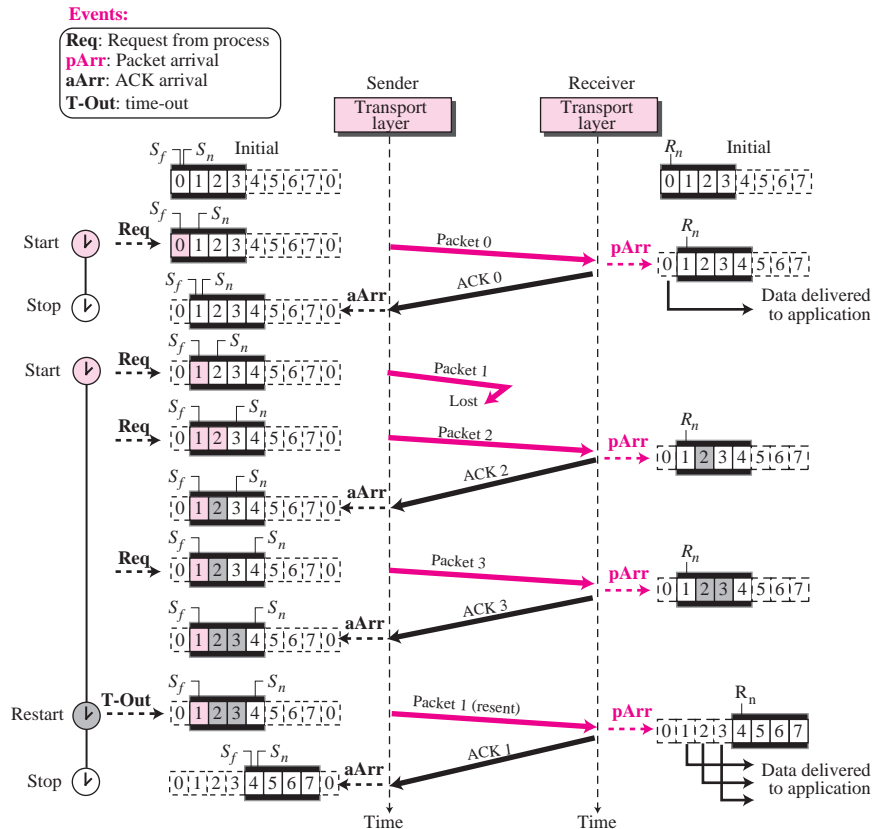 Events:
Req: Request from process
pArr: Packet arrival
aArr: ACK arrival
T-Out: time-out
Sender
Receiver
Transport layer
Transport layer
Sf Sn Initial
0 1 2 3 4 5 6 7 0
Rn Initial
0 1 2 3 4 5 6 7
Sf Sn
Start
Req
0 1 2 3 4 5 6 7 0
Packet 0
pArr
Rn
0 1 2 3 4 5 6 7
Data delivered
to application
Sf Sn
Stop
0 1 2 3 4 5 6 7 0
aArr
ACK 0
Sf Sn
Start
Req
0 1 2 3 4 5 6 7 0
Packet 1
Lost
Sf Sn
Req
0 1 2 3 4 5 6 7 0
Packet 2
pArr
Rn
0 1 2 3 4 5 6 7
Sf Sn
0 1 2 3 4 5 6 7 0
aArr
ACK 2
Sf Sn
Req
0 1 2 3 4 5 6 7 0
Packet 3
pArr
Rn
0 1 2 3 4 5 6 7
Sf Sn
0 1 2 3 4 5 6 7 0
aArr
ACK 3
Sf Sn
Restart
T-Out
0 1 2 3 4 5 6 7 0
Packet 1 (resent)
pArr
Rn
0 1 2 3 4 5 6 7
Sf Sn
Stop
0 1 2 3 4 5 6 7 0
aArr
ACK 1
Data delivered
to application
Time
Time